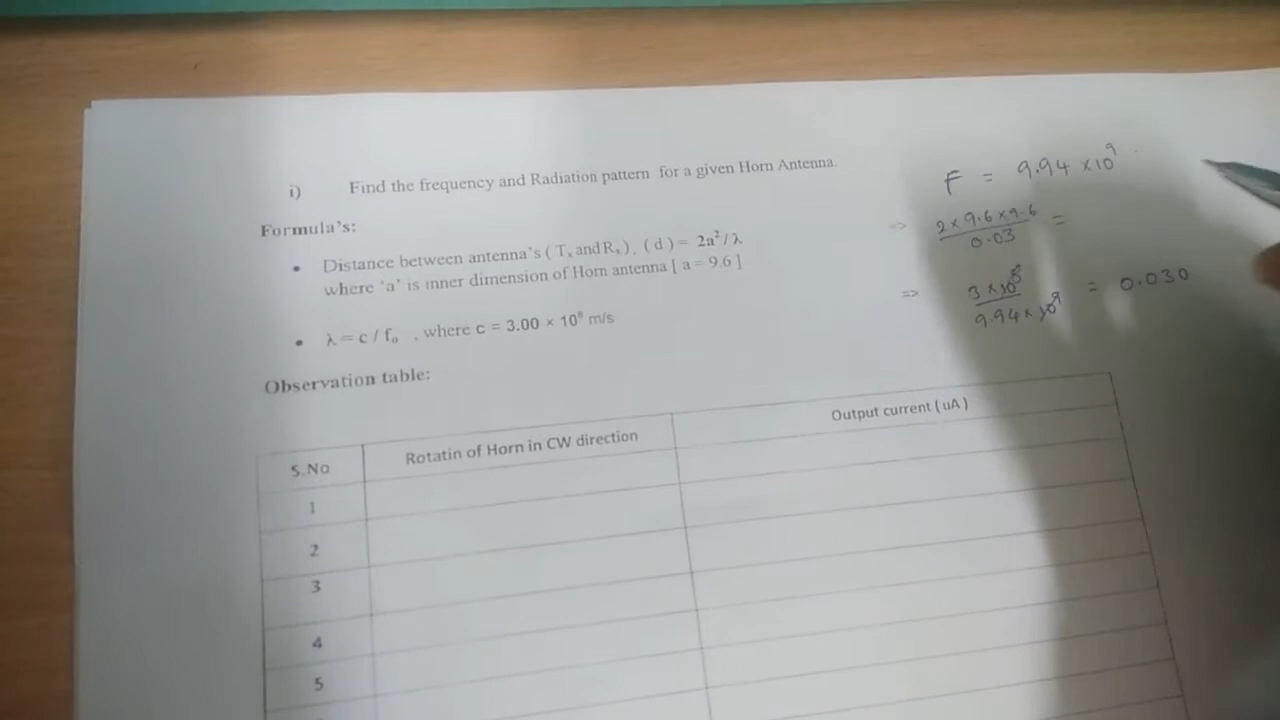 i) Find the frequency and Radiation pattern for a given Horn Antenna.
F = 9.94 × 10⁹
Formula's:
• Distance between antenna's ( Tₓ and Rₓ ), ( d ) = 2a² / λ
where 'a' is inner dimension of Horn antenna [ a = 9.6 ]
=> 2 × 9.6 × 9.6 / 0.03 =
• λ = c / fₒ , where c = 3.00 × 10⁸ m/s
=> 3 × 10⁸ / 9.94 × 10⁹ = 0.030
Observation table:
S.No Rotatin of Horn in CW direction Output current ( uA )
1
2
3
4
5